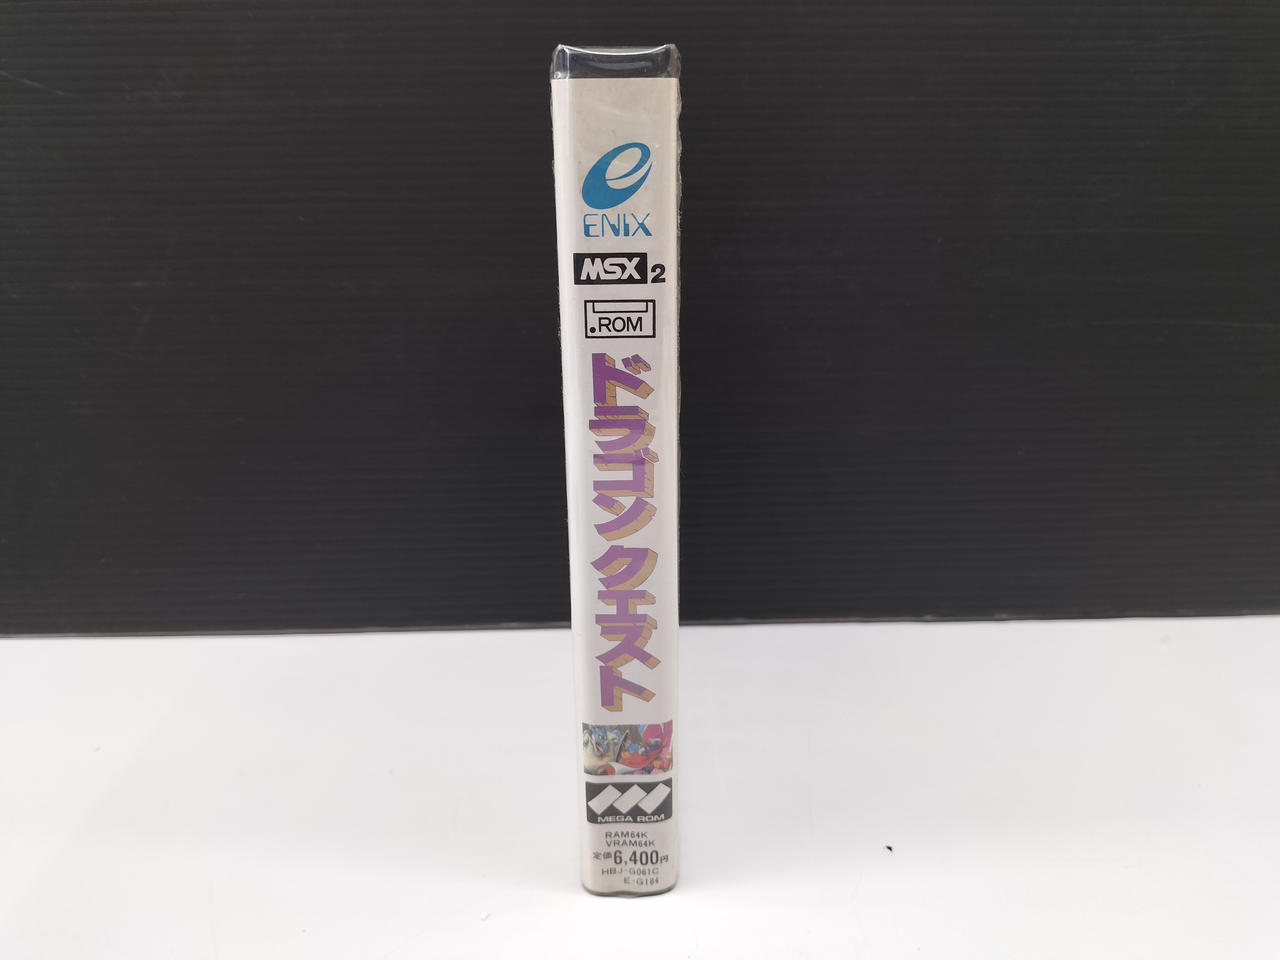 ENIX
MSX2
.ROM
ドラゴンクエスト
MEGA ROM
RAM64K
VRAM64K
定価6,400円
HBJ-G061C
E-G184